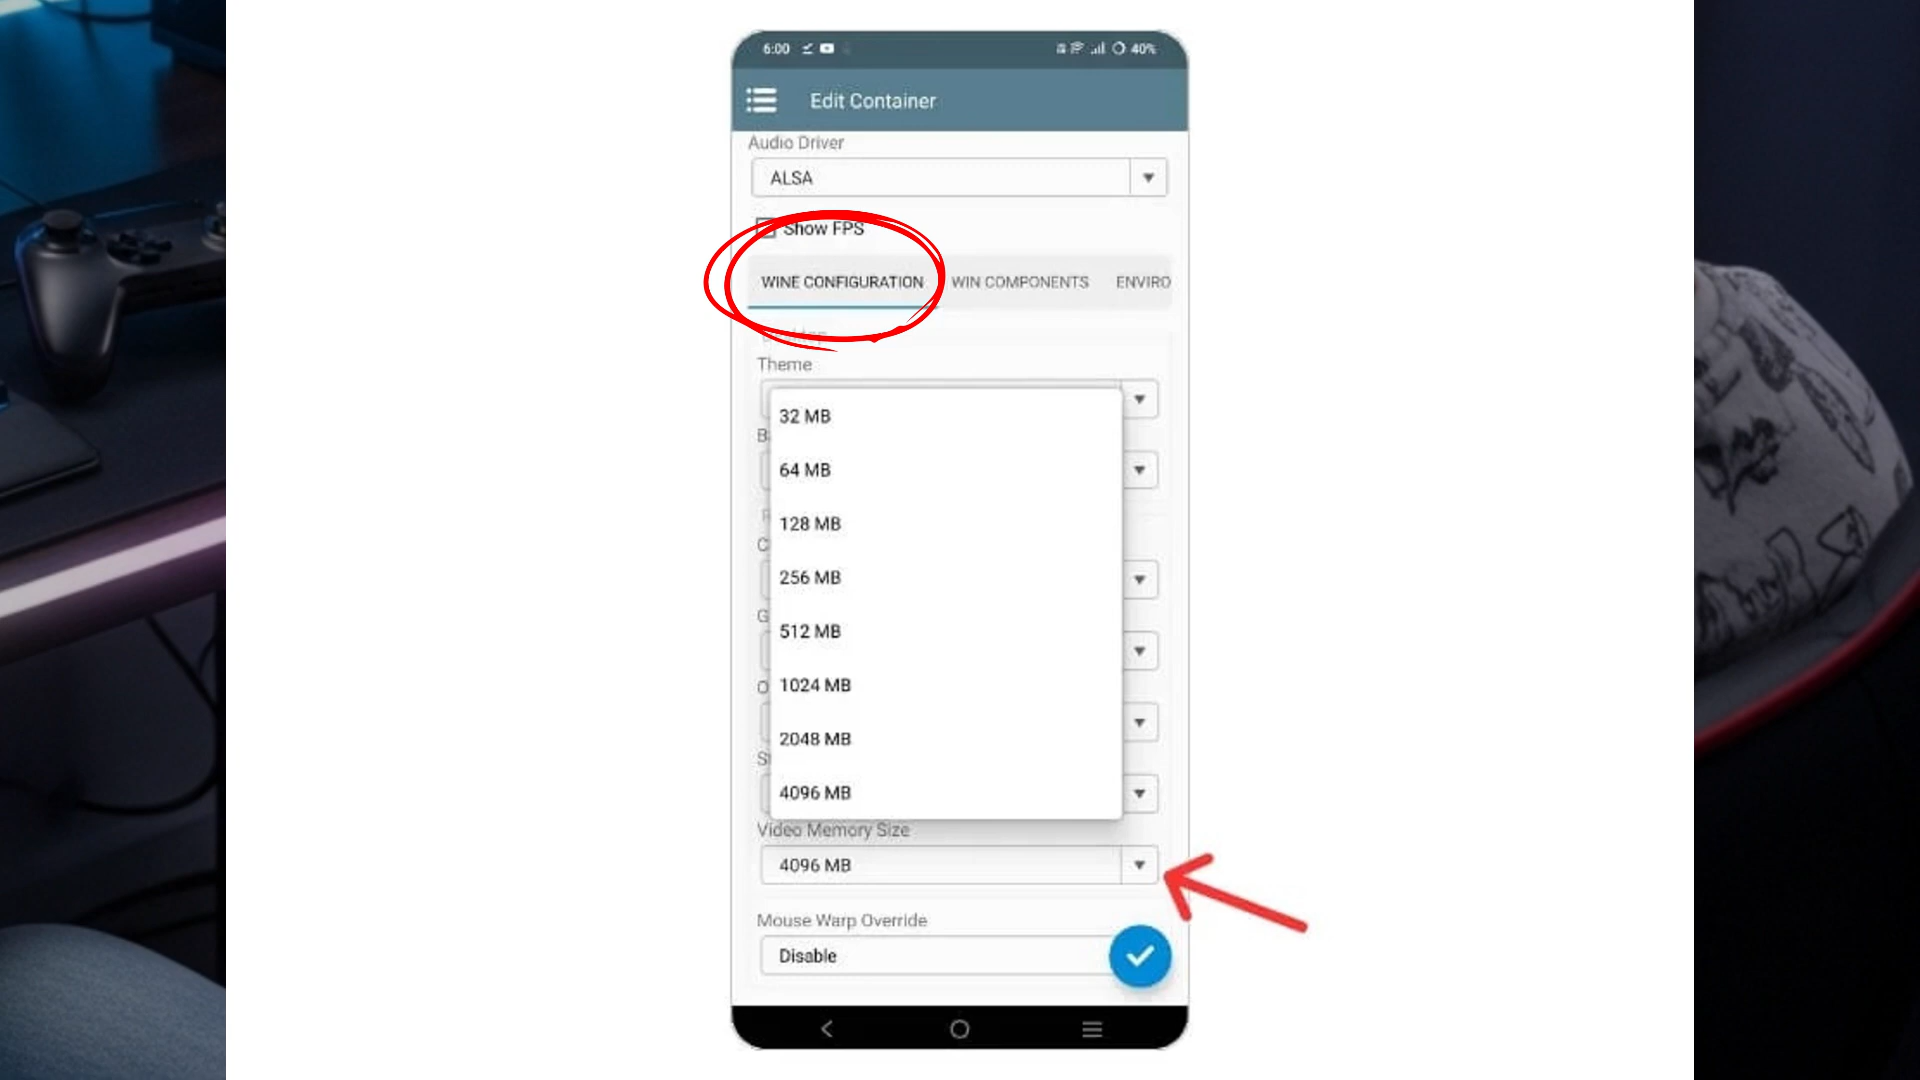 6:00
40%
Edit Container
Audio Driver
ALSA
Show FPS
WINE CONFIGURATION
WIN COMPONENTS
ENVIRO
Theme
32 MB
64 MB
128 MB
256 MB
512 MB
1024 MB
2048 MB
4096 MB
Video Memory Size
4096 MB
Mouse Warp Override
Disable